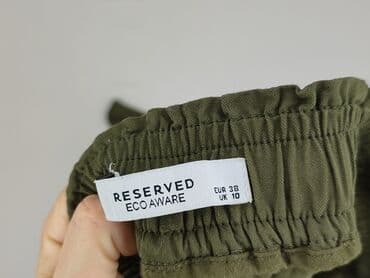 RESERVED
ECO AWARE
EUR 38
UK 10